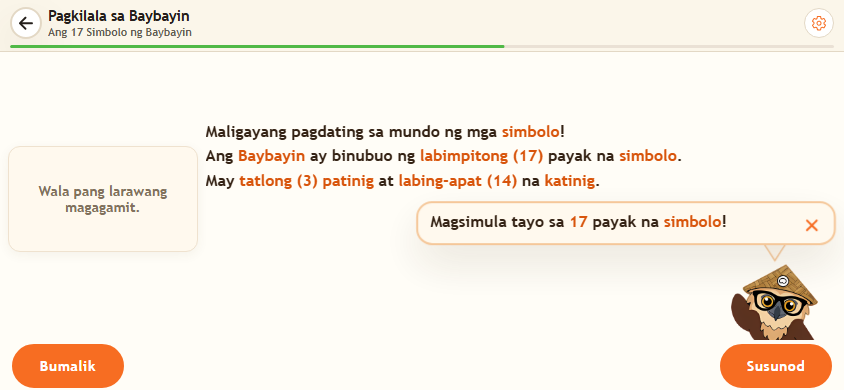 Pagkilala sa Baybayin
Ang 17 Simbolo ng Baybayin
Maligayang pagdating sa mundo ng mga simbolo!
Ang Baybayin ay binubuo ng labimpitong (17) payak na simbolo.
May tatlong (3) patinig at labing-apat (14) na katinig.
Wala pang larawang
magagamit.
Magsimula tayo sa 17 payak na simbolo!
Bumalik
Susunod